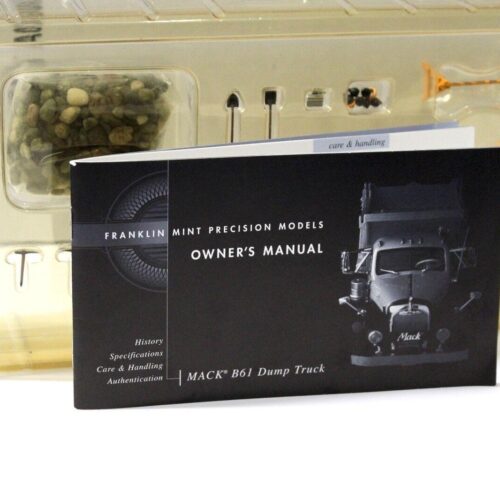 care & handling
FRANKLIN MINT PRECISION MODELS
OWNER'S MANUAL
Mack
History
Specifications
Care & Handling
Authentication
MACK® B61 Dump Truck